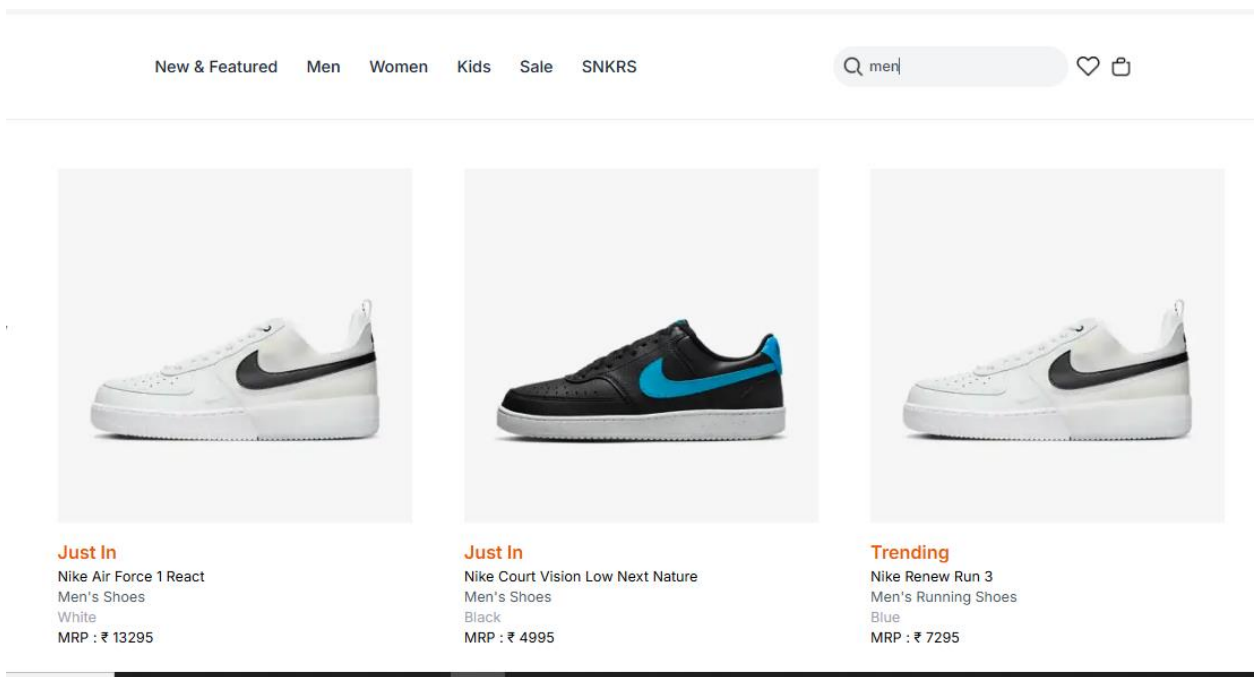 New & Featured Men Women Kids Sale SNKRS men
Just In
Nike Air Force 1 React
Men's Shoes
White
MRP : ₹ 13295
Just In
Nike Court Vision Low Next Nature
Men's Shoes
Black
MRP : ₹ 4995
Trending
Nike Renew Run 3
Men's Running Shoes
Blue
MRP : ₹ 7295